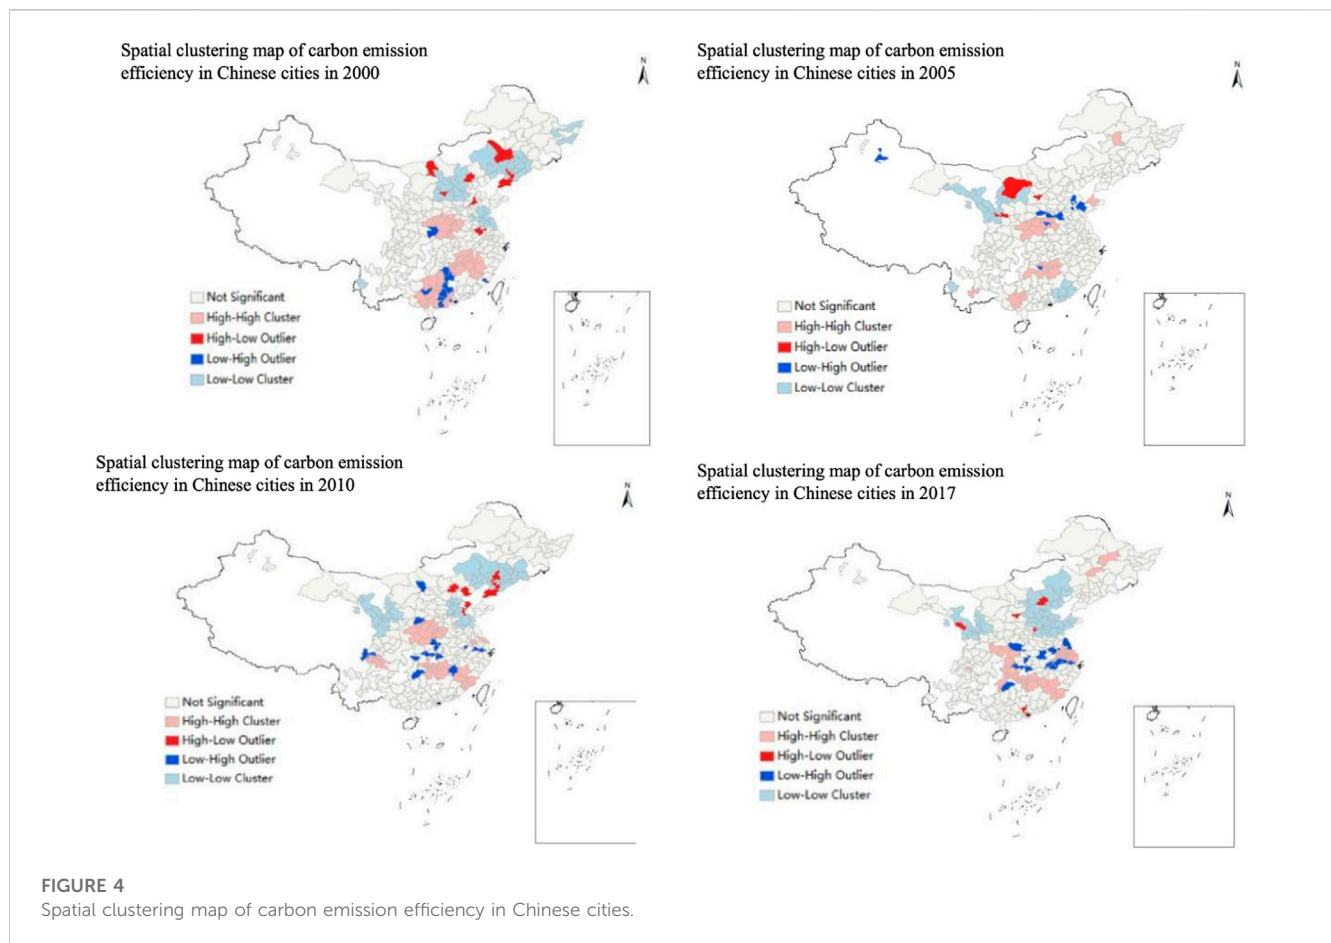 Spatial clustering map of carbon emission
efficiency in Chinese cities in 2000
N
Not Significant
High-High Cluster
High-Low Outlier
Low-High Outlier
Low-Low Cluster
Spatial clustering map of carbon emission
efficiency in Chinese cities in 2005
N
Not Significant
High-High Cluster
High-Low Outlier
Low-High Outlier
Low-Low Cluster
Spatial clustering map of carbon emission
efficiency in Chinese cities in 2010
N
Not Significant
High-High Cluster
High-Low Outlier
Low-High Outlier
Low-Low Cluster
Spatial clustering map of carbon emission
efficiency in Chinese cities in 2017
N
Not Significant
High-High Cluster
High-Low Outlier
Low-High Outlier
Low-Low Cluster
FIGURE 4
Spatial clustering map of carbon emission efficiency in Chinese cities.